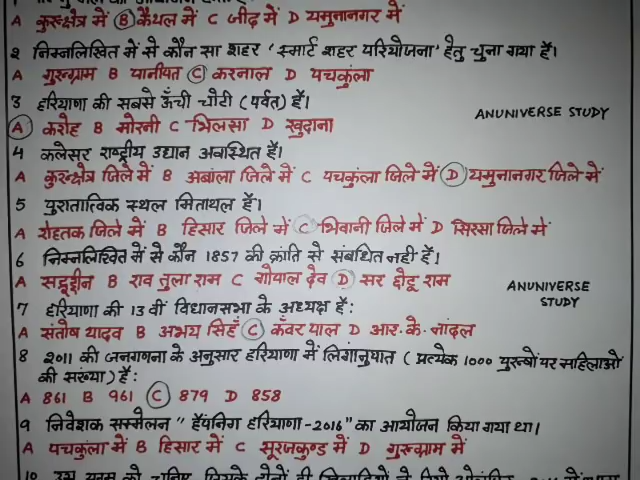 A कुरूक्षेत्र में B कैथल में C जींद में D यमुनानगर में
2 निम्नलिखित में से कौन सा शहर 'स्मार्ट शहर परियोजना' हेतु चुना गया है।
A गुरूग्राम B पानीपत C करनाल D पंचकुला
3 हरियाणा की सबसे ऊँची चोटी (पर्वत) है।
ANUNIVERSE STUDY
A करोह B मोरनी C भिलसा D खुदाना
4 कलेसर राष्ट्रीय उद्यान अवस्थित है।
A कुरूक्षेत्र जिले में B अंबाला जिले में C पंचकुला जिले में D यमुनानगर जिले में
5 पुरातात्विक स्थल मिताथल है।
A रोहतक जिले में B हिसार जिले में C भिवानी जिले में D सिरसा जिले में
6 निम्नलिखित में से कौन 1857 की क्रांति से संबंधित नही है।
A सद्रुद्दीन B राव तुला राम C गोपाल देव D सर छोटू राम
ANUNIVERSE
STUDY
7 हरियाणा की 13 वीं विधानसभा के अध्यक्ष है:
A संतोष यादव B अभय सिहँ C कँवर पाल D आर. के. नांदल
8 2011 की जनगणना के अनुसार हरियाणा में लिगांनुपात (प्रत्येक 1000 पुरूषों पर महिलाओं
की संख्या) है:
A 861 B 961 C 879 D 858
9 निवेशक सम्मेलन "हैपनिंग हरियाणा-2016" का आयोजन किया गया था।
A पंचकुला में B हिसार में C सूरजकुण्ड में D गुरूग्राम में